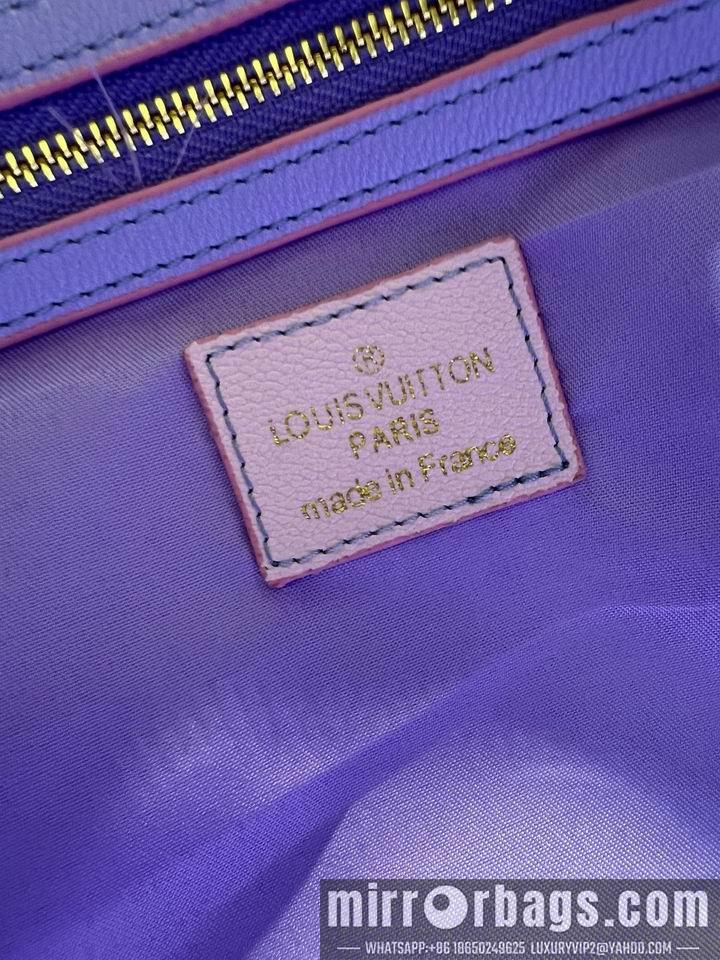 ®
LOUIS VUITTON
PARIS
made in France
mirrorbags.com
WHATSAPP:+86 18650249625 LUXURYVIP2@YAHOO.COM